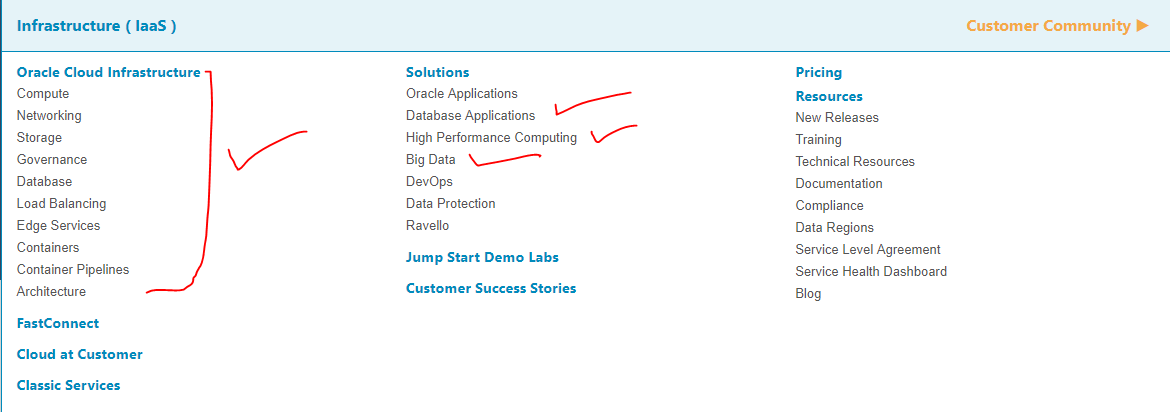 Infrastructure ( IaaS )
Customer Community ▶
Oracle Cloud Infrastructure
Compute
Networking
Storage
Governance
Database
Load Balancing
Edge Services
Containers
Container Pipelines
Architecture
FastConnect
Cloud at Customer
Classic Services
Solutions
Oracle Applications
Database Applications
High Performance Computing
Big Data
DevOps
Data Protection
Ravello
Jump Start Demo Labs
Customer Success Stories
Pricing
Resources
New Releases
Training
Technical Resources
Documentation
Compliance
Data Regions
Service Level Agreement
Service Health Dashboard
Blog